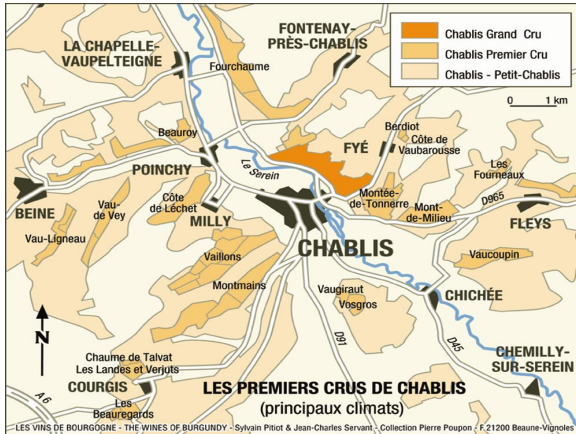 Chablis Grand Cru
Chablis Premier Cru
Chablis - Petit-Chablis
0 1 km
FONTENAY-
PRÈS-CHABLIS
LA CHAPELLE-
VAUPELTEIGNE
Fourchaume
Beauroy
POINCHY
Le Serein
FYÉ
Berdiot
Côte de
Vaubarousse
Les
Fourneaux
BEINE
Vau-
de Vey
Côte
de Léchet
MILLY
Montée-
de-Tonnerre
Mont-
de-Milieu
D965
FLEYS
Vau-Ligneau
CHABLIS
Vaillons
Montmains
Vaucoupin
Vaugiraut
Vosgros
CHICHÉE
N
D91
D45
Chaume de Talvat
Les Landes et Verjuts
COURGIS
Les
Beauregards
A6
CHEMILLY-
SUR-SEREIN
LES PREMIERS CRUS DE CHABLIS
(principaux climats)
LES VINS DE BOURGOGNE - THE WINES OF BURGUNDY - Sylvain Pitiot & Jean-Charles Servant - Collection Pierre Poupon - F.21200 Beaune-Vignoles